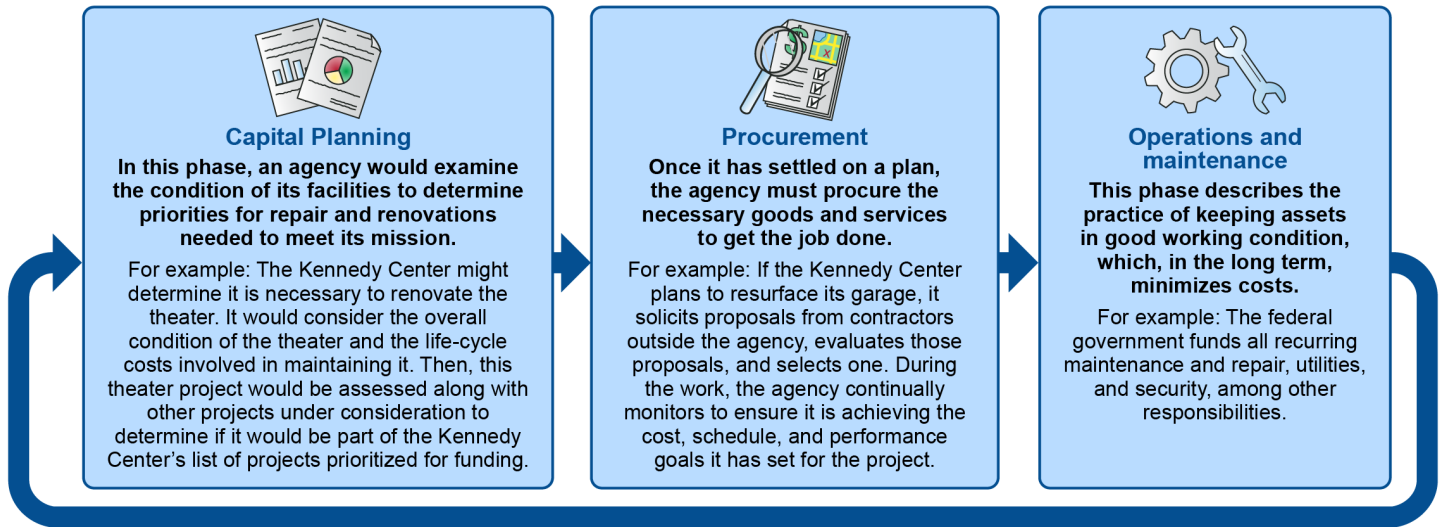 Capital Planning
In this phase, an agency would examine
the condition of its facilities to determine
priorities for repair and renovations
needed to meet its mission.
For example: The Kennedy Center might
determine it is necessary to renovate the
theater. It would consider the overall
condition of the theater and the life-cycle
costs involved in maintaining it. Then, this
theater project would be assessed along with
other projects under consideration to
determine if it would be part of the Kennedy
Center’s list of projects prioritized for funding.
$
x
Procurement
Once it has settled on a plan,
the agency must procure the
necessary goods and services
to get the job done.
For example: If the Kennedy Center
plans to resurface its garage, it
solicits proposals from contractors
outside the agency, evaluates those
proposals, and selects one. During
the work, the agency continually
monitors to ensure it is achieving the
cost, schedule, and performance
goals it has set for the project.
Operations and
maintenance
This phase describes the
practice of keeping assets
in good working condition,
which, in the long term,
minimizes costs.
For example: The federal
government funds all recurring
maintenance and repair, utilities,
and security, among other
responsibilities.